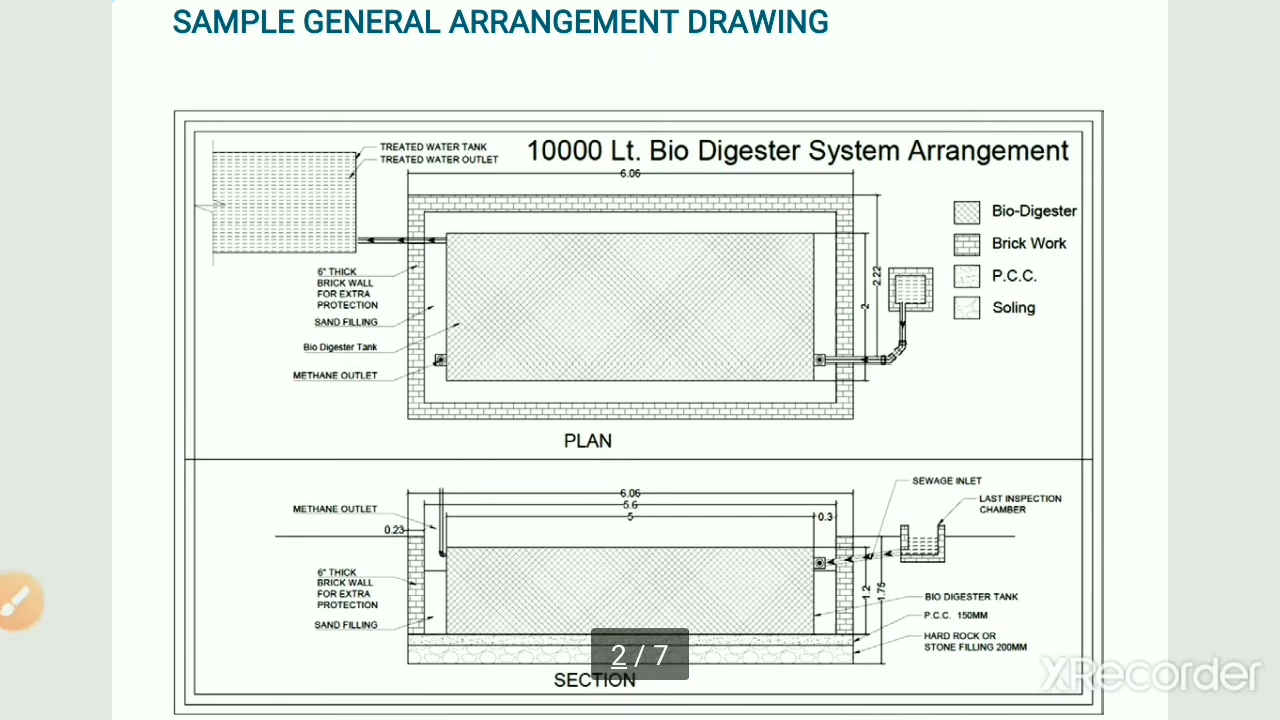 SAMPLE GENERAL ARRANGEMENT DRAWING
TREATED WATER TANK
TREATED WATER OUTLET
10000 Lt. Bio Digester System Arrangement
6.06
Bio-Digester
Brick Work
P.C.C.
Soling
2.22
2
6" THICK
BRICK WALL
FOR EXTRA
PROTECTION
SAND FILLING
Bio Digester Tank
METHANE OUTLET
PLAN
6.06
5.6
5
0.3
0.23
METHANE OUTLET
SEWAGE INLET
LAST INSPECTION
CHAMBER
6" THICK
BRICK WALL
FOR EXTRA
PROTECTION
SAND FILLING
1.2
1.75
BIO DIGESTER TANK
P.C.C. 150MM
HARD ROCK OR
STONE FILLING 200MM
2 / 7
SECTION
XRecorder